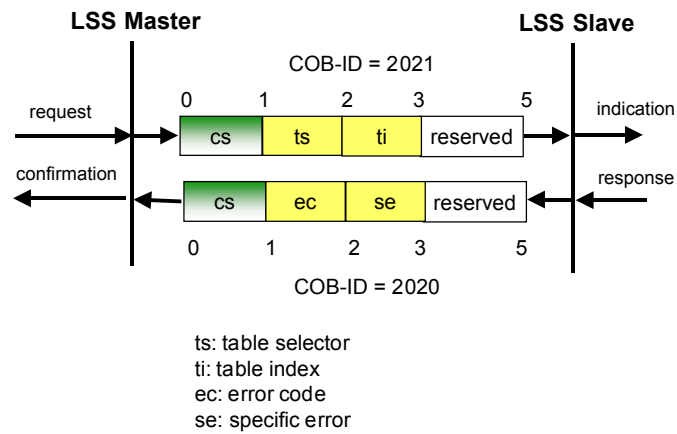 LSS Master LSS Slave
COB-ID = 2021
0 1 2 3 5
request indication
cs ts ti reserved
confirmation response
cs ec se reserved
0 1 2 3 5
COB-ID = 2020
ts: table selector
ti: table index
ec: error code
se: specific error